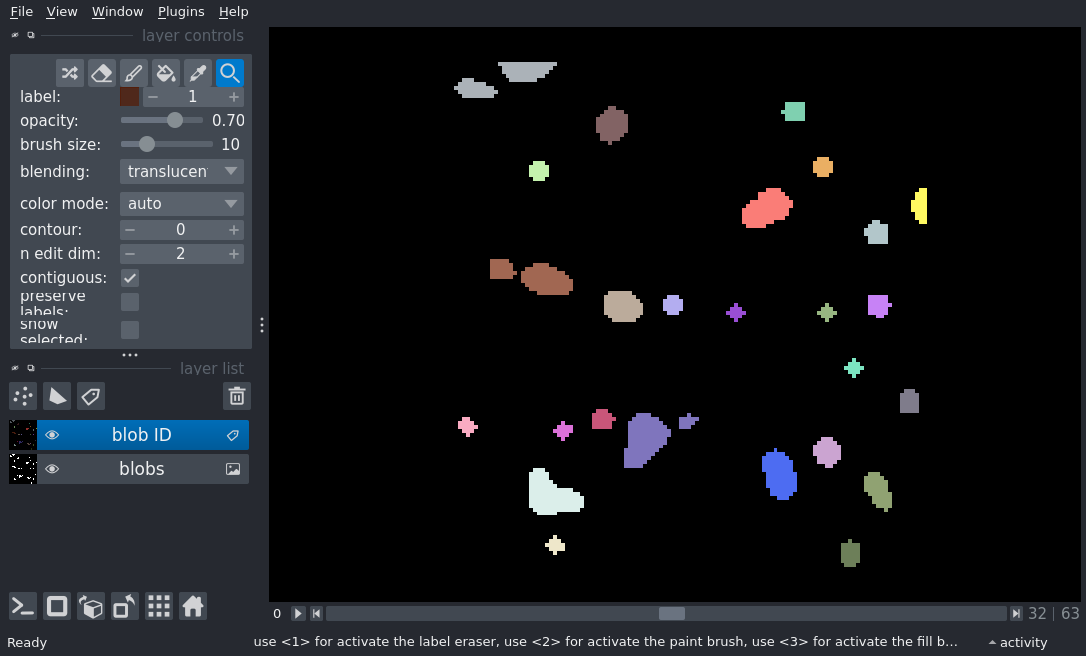 File View Window Plugins Help
layer controls
label: 1
opacity: 0.70
brush size: 10
blending: translucen
color mode: auto
contour: 0
n edit dim: 2
contiguous:
preserve
labels:
show
selected:
layer list
blob ID
blobs
0 32 63
Ready use <1> for activate the label eraser, use <2> for activate the paint brush, use <3> for activate the fill b... activity